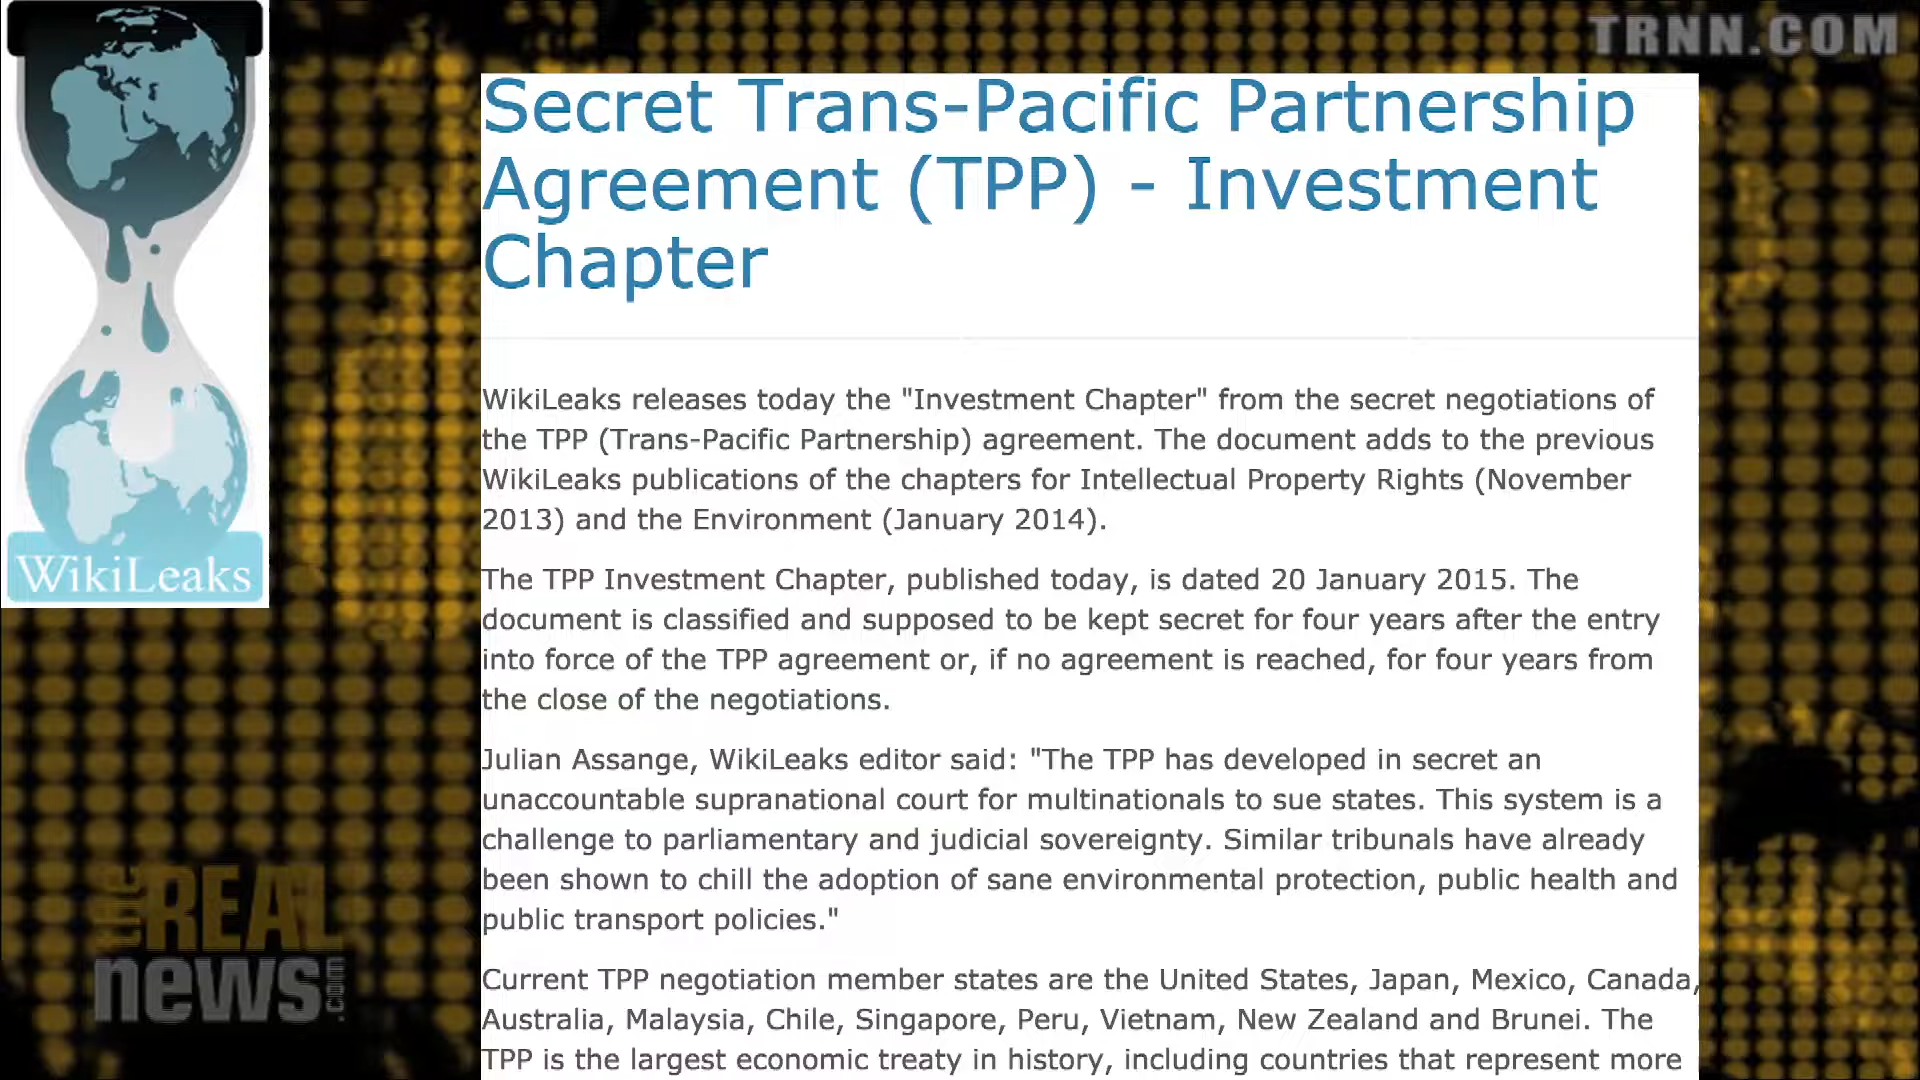 TRNN.COM
Secret Trans-Pacific Partnership
Agreement (TPP) - Investment
Chapter
WikiLeaks releases today the "Investment Chapter" from the secret negotiations of
the TPP (Trans-Pacific Partnership) agreement. The document adds to the previous
WikiLeaks publications of the chapters for Intellectual Property Rights (November
2013) and the Environment (January 2014).
The TPP Investment Chapter, published today, is dated 20 January 2015. The
document is classified and supposed to be kept secret for four years after the entry
into force of the TPP agreement or, if no agreement is reached, for four years from
the close of the negotiations.
Julian Assange, WikiLeaks editor said: "The TPP has developed in secret an
unaccountable supranational court for multinationals to sue states. This system is a
challenge to parliamentary and judicial sovereignty. Similar tribunals have already
been shown to chill the adoption of sane environmental protection, public health and
public transport policies."
Current TPP negotiation member states are the United States, Japan, Mexico, Canada,
Australia, Malaysia, Chile, Singapore, Peru, Vietnam, New Zealand and Brunei. The
TPP is the largest economic treaty in history, including countries that represent more
WikiLeaks
the REAL
news.com